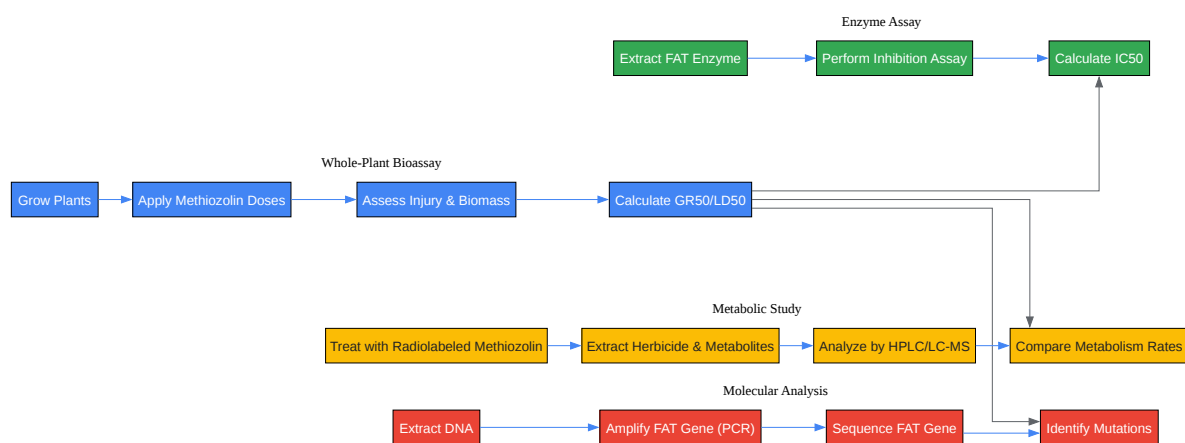 Enzyme Assay
Extract FAT Enzyme
Perform Inhibition Assay
Calculate IC50
Whole-Plant Bioassay
Grow Plants
Apply Methiozolin Doses
Assess Injury & Biomass
Calculate GR50/LD50
Metabolic Study
Treat with Radiolabeled Methiozolin
Extract Herbicide & Metabolites
Analyze by HPLC/LC-MS
Compare Metabolism Rates
Molecular Analysis
Extract DNA
Amplify FAT Gene (PCR)
Sequence FAT Gene
Identify Mutations